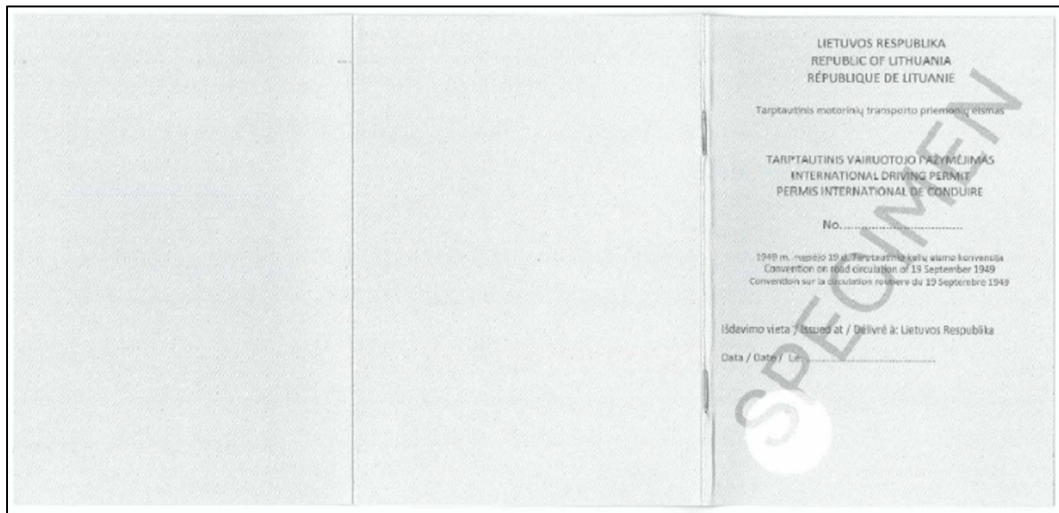 LIETUVOS RESPUBLIKA
REPUBLIC OF LITHUANIA
RÉPUBLIQUE DE LITUANIE
Tarptautinis motorinių transporto priemonių eismas
TARPTAUTINIS VAIRUOTOJO PAŽYMĖJIMAS
INTERNATIONAL DRIVING PERMIT
PERMIS INTERNATIONAL DE CONDUIRE
No..............................
1949 m. rugsėjo 19 d. Tarptautinė kelių eismo konvencija
Convention on road circulation of 19 September 1949
Convention sur la circulation routiere du 19 Septembre 1949
Išdavimo vieta / Issued at / Délivré à: Lietuvos Respublika
Data / Date / Le ................................
SPECIMEN